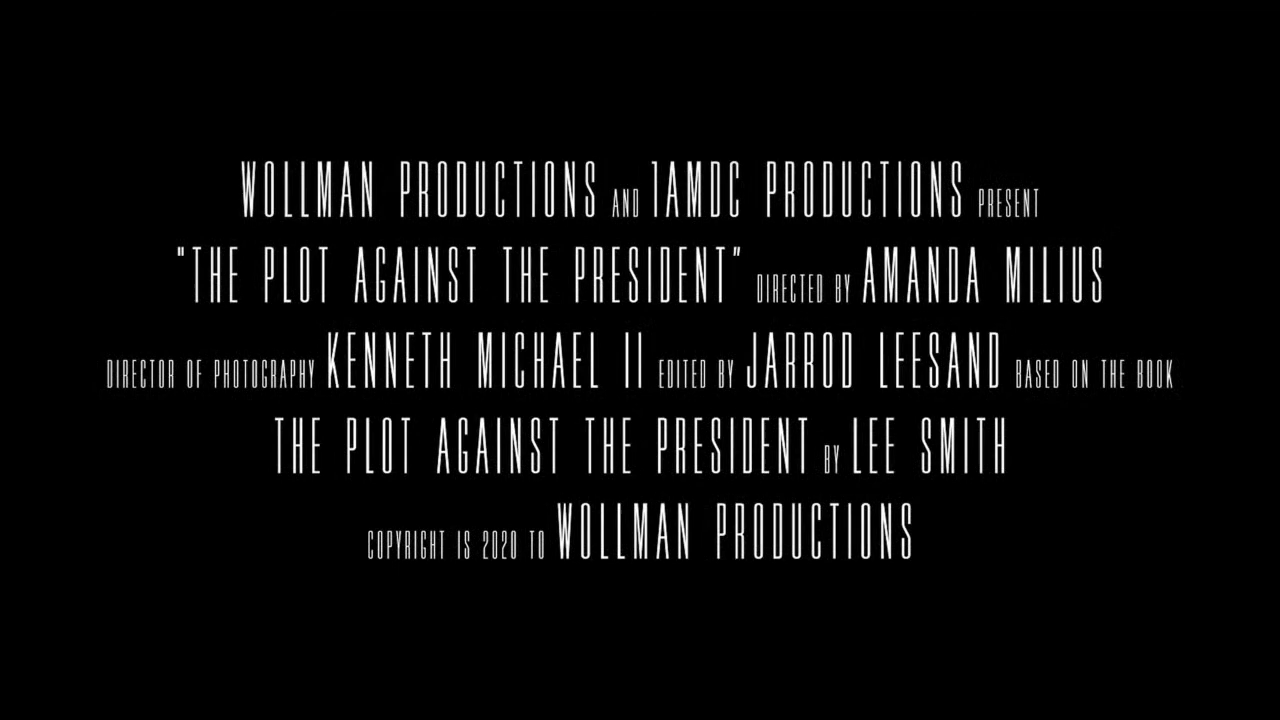 WOLLMAN PRODUCTIONS AND 1AMDC PRODUCTIONS PRESENT
"THE PLOT AGAINST THE PRESIDENT" DIRECTED BY AMANDA MILIUS
DIRECTOR OF PHOTOGRAPHY KENNETH MICHAEL II EDITED BY JARROD LEESAND BASED ON THE BOOK
THE PLOT AGAINST THE PRESIDENT BY LEE SMITH
COPYRIGHT IS 2020 TO WOLLMAN PRODUCTIONS